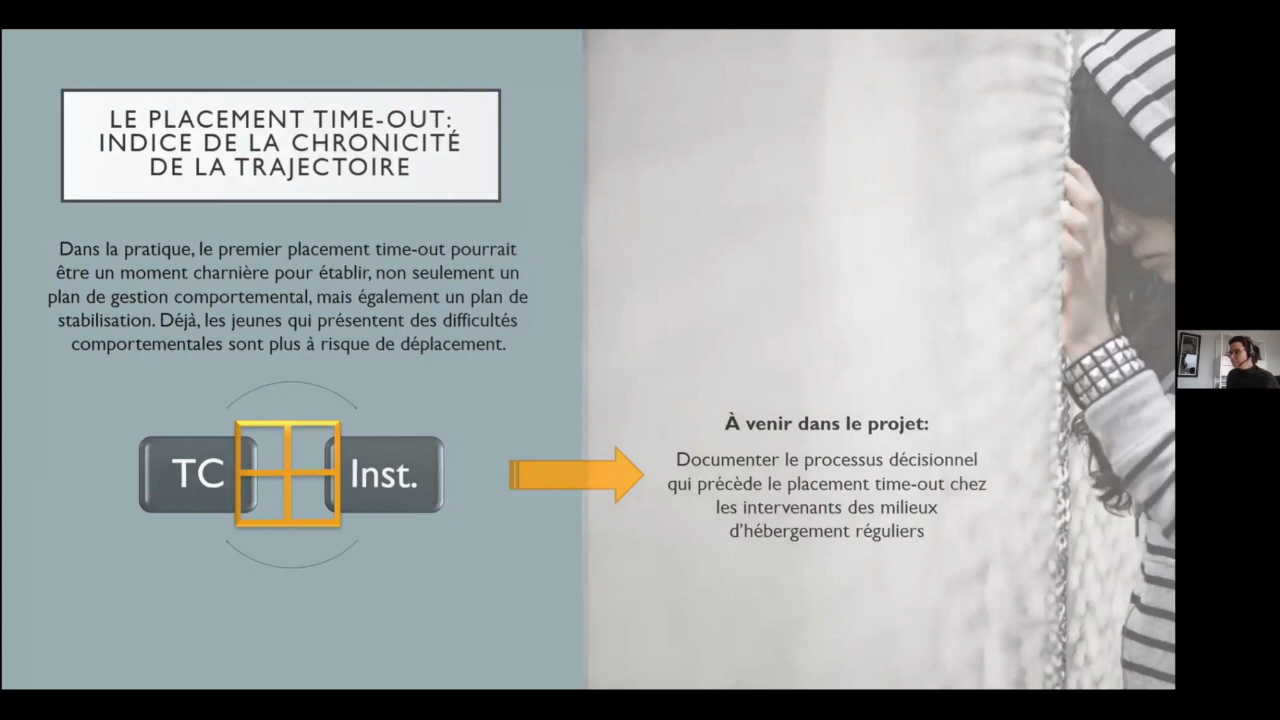 LE PLACEMENT TIME-OUT:
INDICE DE LA CHRONICITÉ
DE LA TRAJECTOIRE
Dans la pratique, le premier placement time-out pourrait
être un moment charnière pour établir, non seulement un
plan de gestion comportemental, mais également un plan de
stabilisation. Déjà, les jeunes qui présentent des difficultés
comportementales sont plus à risque de déplacement.
TC
Inst.
À venir dans le projet:
Documenter le processus décisionnel
qui précède le placement time-out chez
les intervenants des milieux
d'hébergement réguliers